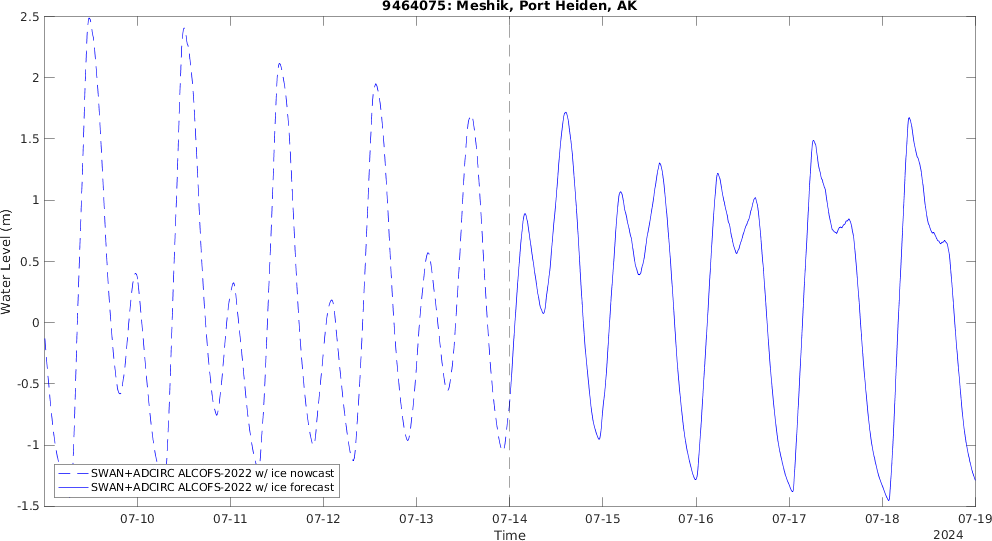 9464075: Meshik, Port Heiden, AK
2.5
2
1.5
1
0.5
0
-0.5
-1
-1.5
Water Level (m)
SWAN+ADCIRC ALCOFS-2022 w/ ice nowcast
SWAN+ADCIRC ALCOFS-2022 w/ ice forecast
07-10 07-11 07-12 07-13 07-14 07-15 07-16 07-17 07-18 07-19
Time
2024